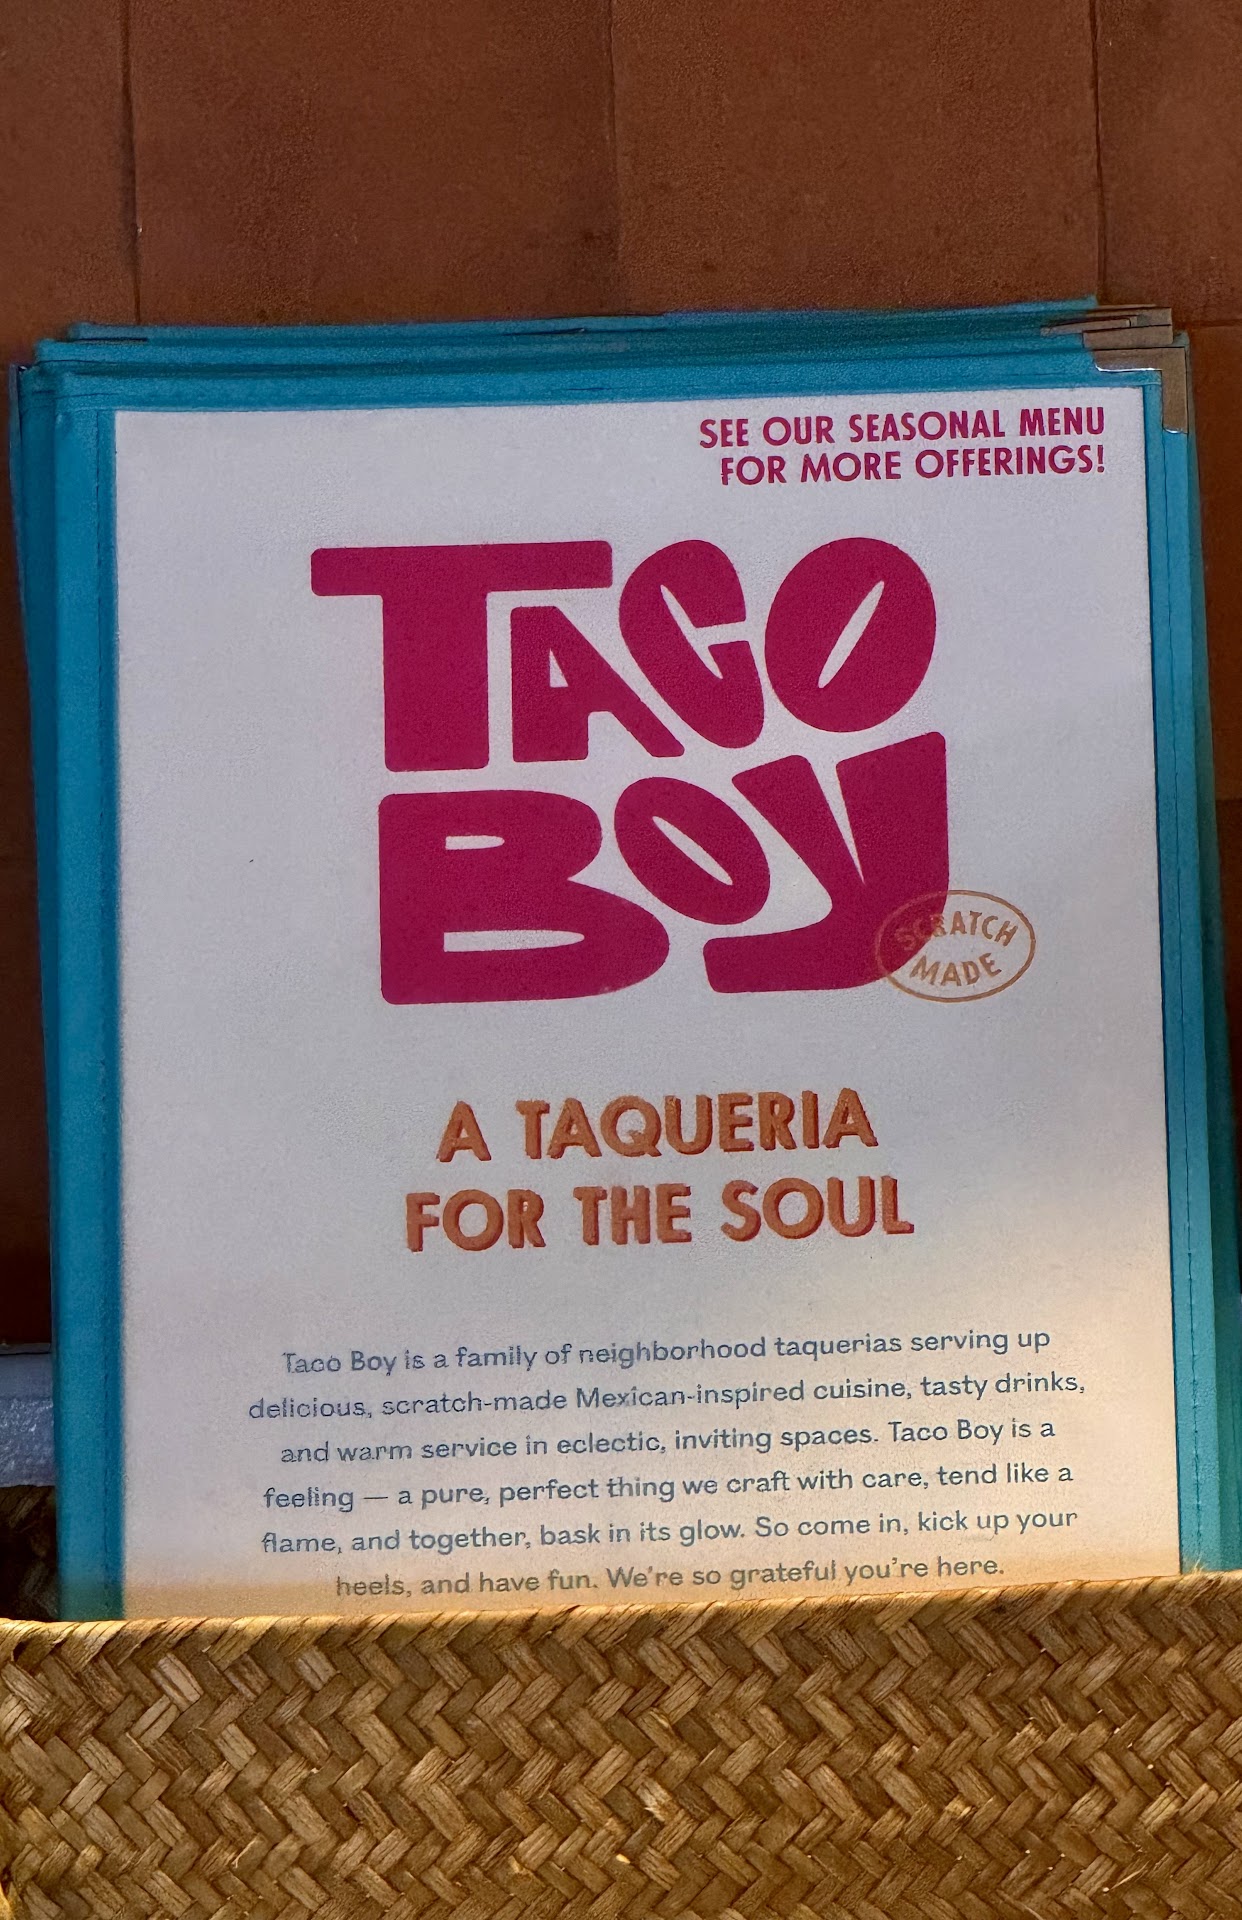 SEE OUR SEASONAL MENU
FOR MORE OFFERINGS!
TACO
BOY
SCRATCH
MADE
A TAQUERIA
FOR THE SOUL
Taco Boy is a family of neighborhood taquerias serving up
delicious, scratch-made Mexican-inspired cuisine, tasty drinks,
and warm service in eclectic, inviting spaces. Taco Boy is a
feeling — a pure, perfect thing we craft with care, tend like a
flame, and together, bask in its glow. So come in, kick up your
heels, and have fun. We're so grateful you're here.